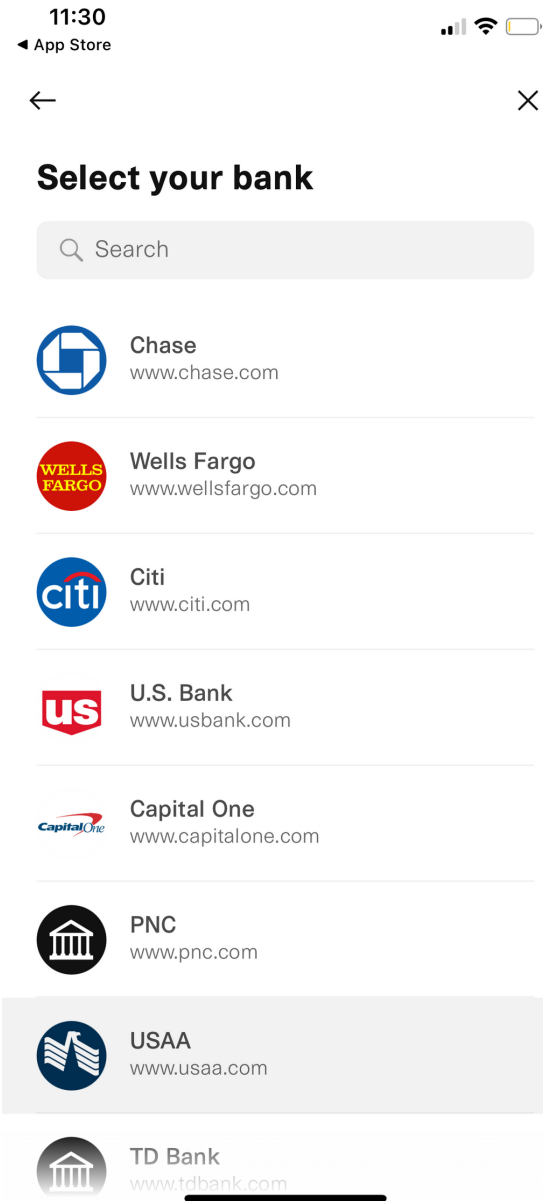 11:30
◀ App Store
Select your bank
Search
Chase
www.chase.com
WELLS
FARGO
Wells Fargo
www.wellsfargo.com
citi
Citi
www.citi.com
us
U.S. Bank
www.usbank.com
Capital One
Capital One
www.capitalone.com
PNC
www.pnc.com
USAA
www.usaa.com
TD Bank
www.tdbank.com